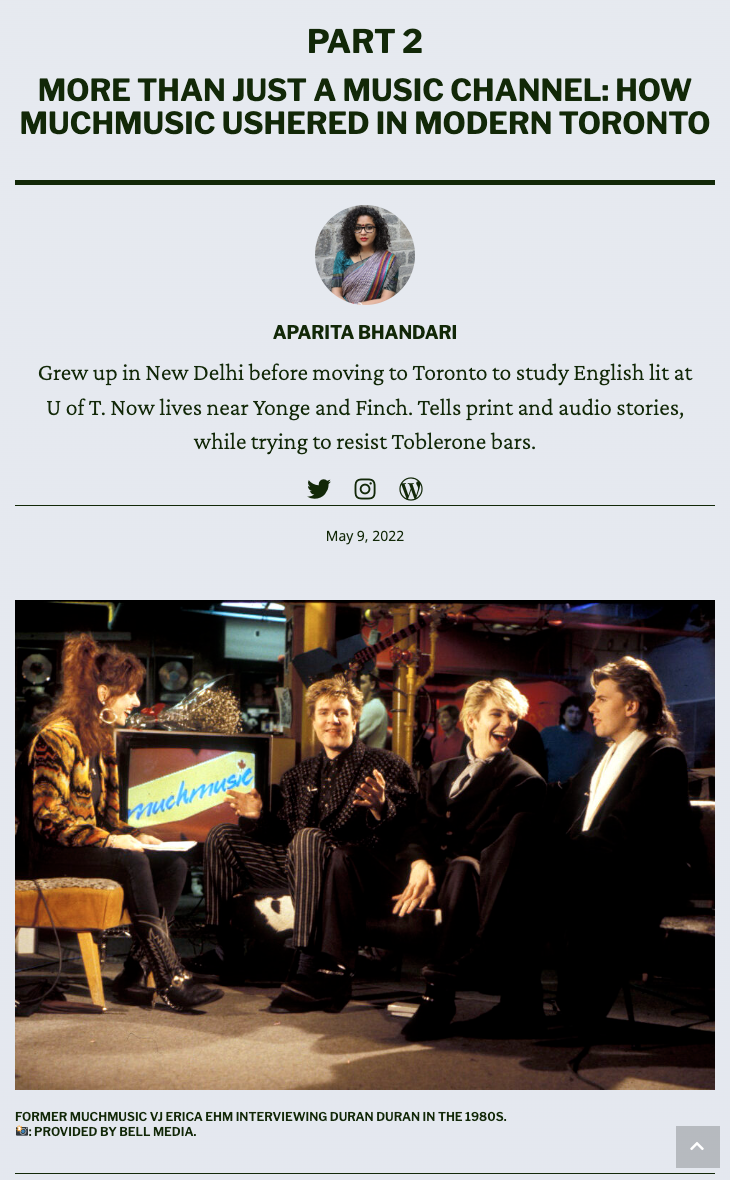 PART 2
MORE THAN JUST A MUSIC CHANNEL: HOW
MUCHMUSIC USHERED IN MODERN TORONTO
APARITA BHANDARI
Grew up in New Delhi before moving to Toronto to study English lit at
U of T. Now lives near Yonge and Finch. Tells print and audio stories,
while trying to resist Toblerone bars.
May 9, 2022
muchmusic
FORMER MUCHMUSIC VJ ERICA EHM INTERVIEWING DURAN DURAN IN THE 1980S.
📸: PROVIDED BY BELL MEDIA.